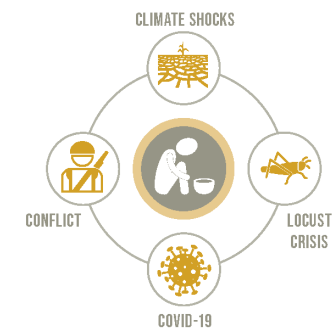 CLIMATE SHOCKS
CONFLICT
LOCUST
CRISIS
COVID-19